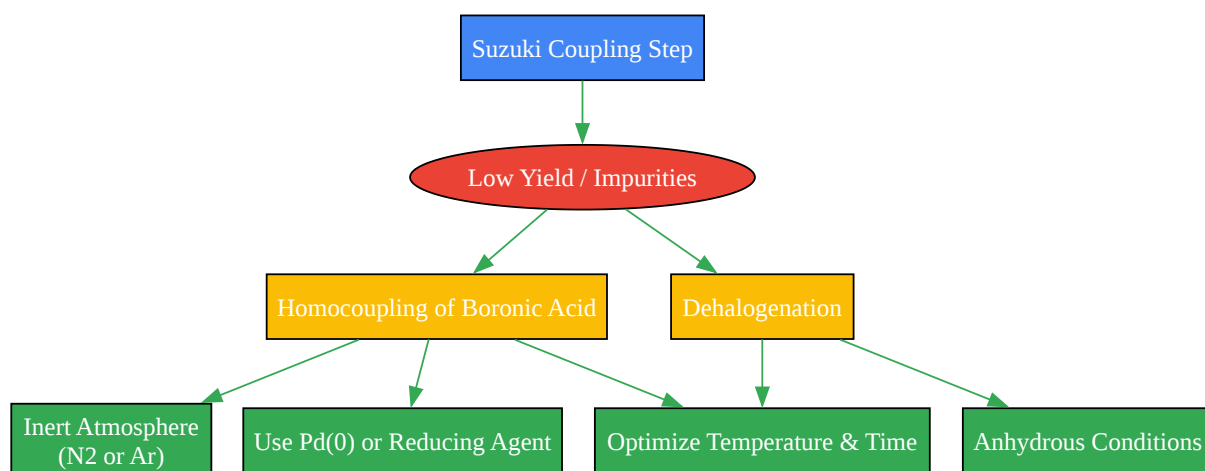 Suzuki Coupling Step
Low Yield / Impurities
Homocoupling of Boronic Acid
Dehalogenation
Inert Atmosphere
(N2 or Ar)
Use Pd(0) or Reducing Agent
Optimize Temperature & Time
Anhydrous Conditions